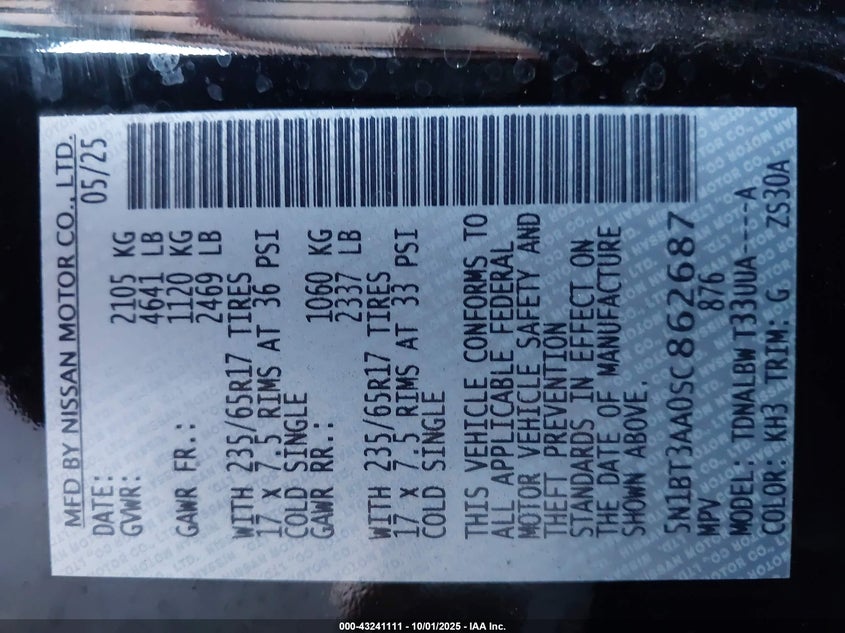 MFD BY NISSAN MOTOR CO., LTD.
DATE: 05/25
GVWR: 2105 KG
4641 LB
GAWR FR.: 1120 KG
2469 LB
WITH 235/65R17 TIRES
17 X 7.5 RIMS AT 36 PSI
COLD SINGLE
GAWR RR.: 1060 KG
2337 LB
WITH 235/65R17 TIRES
17 X 7.5 RIMS AT 33 PSI
COLD SINGLE
THIS VEHICLE CONFORMS TO
ALL APPLICABLE FEDERAL
MOTOR VEHICLE SAFETY AND
THEFT PREVENTION
STANDARDS IN EFFECT ON
THE DATE OF MANUFACTURE
SHOWN ABOVE.
5N1BT3AA0SC862687
MPV 876
MODEL: TDNALBW T33UUA----A
COLOR: KH3 TRIM: G ZS30A
000-43241111 - 10/01/2025 - IAA Inc.